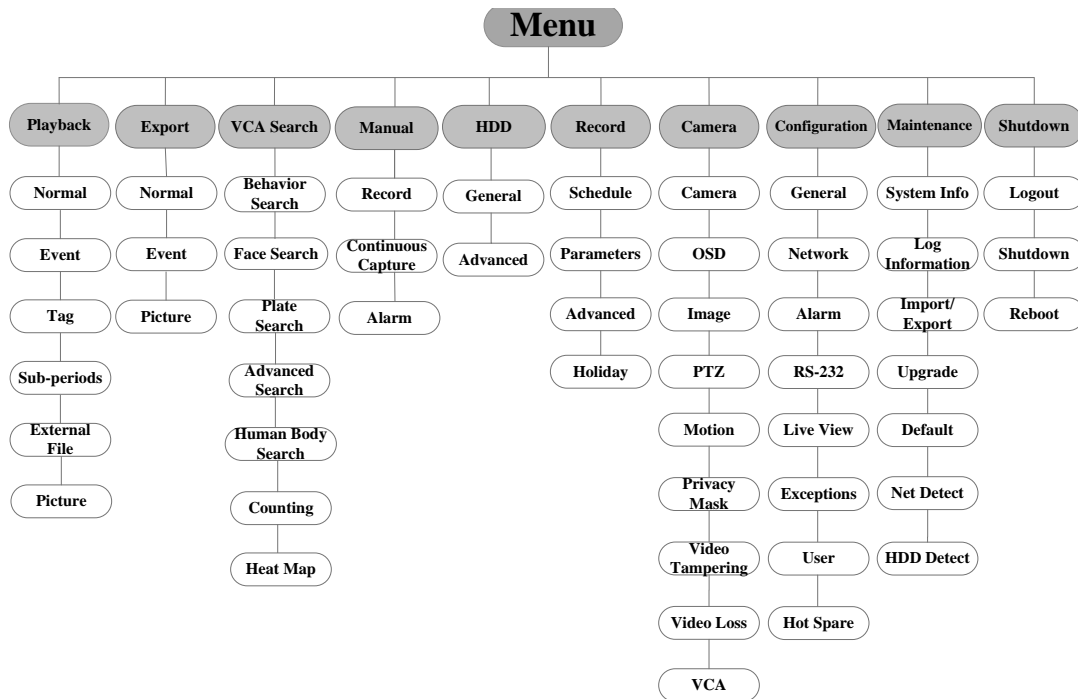 Menu
Playback
Export
VCA Search
Manual
HDD
Record
Camera
Configuration
Maintenance
Shutdown
Normal
Event
Tag
Sub-periods
External
File
Picture
Normal
Event
Picture
Behavior
Search
Face Search
Plate
Search
Advanced
Search
Human Body
Search
Counting
Heat Map
Record
Continuous
Capture
Alarm
General
Advanced
Schedule
Parameters
Advanced
Holiday
Camera
OSD
Image
PTZ
Motion
Privacy
Mask
Video
Tampering
Video Loss
VCA
General
Network
Alarm
RS-232
Live View
Exceptions
User
Hot Spare
System Info
Log
Information
Import/
Export
Upgrade
Default
Net Detect
HDD Detect
Logout
Shutdown
Reboot